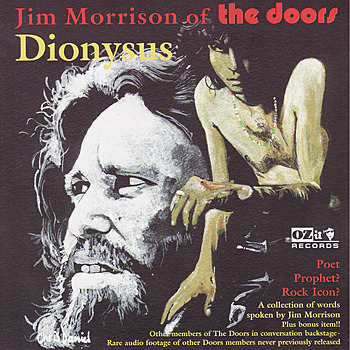 Jim Morrison of the doors
Dionysus
OZit
RECORDS
Poet
Prophet?
Rock Icon?
A collection of words
spoken by Jim Morrison
Plus bonus item!!
Other members of The Doors in conversation backstage -
Rare audio footage of other Doors members never previously released
Chris Daniel